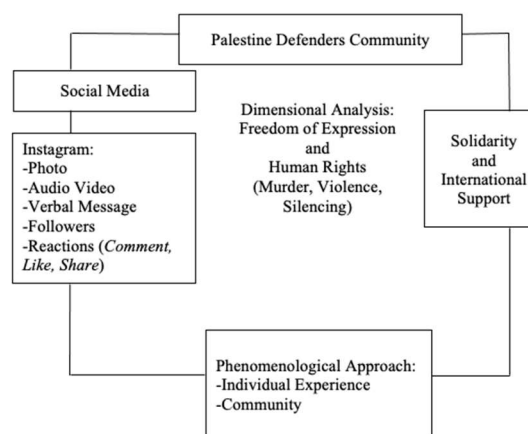 Palestine Defenders Community
Social Media
Instagram:
-Photo
-Audio Video
-Verbal Message
-Followers
-Reactions (Comment,
Like, Share)
Dimensional Analysis:
Freedom of Expression
and
Human Rights
(Murder, Violence,
Silencing)
Solidarity
and
International
Support
Phenomenological Approach:
-Individual Experience
-Community